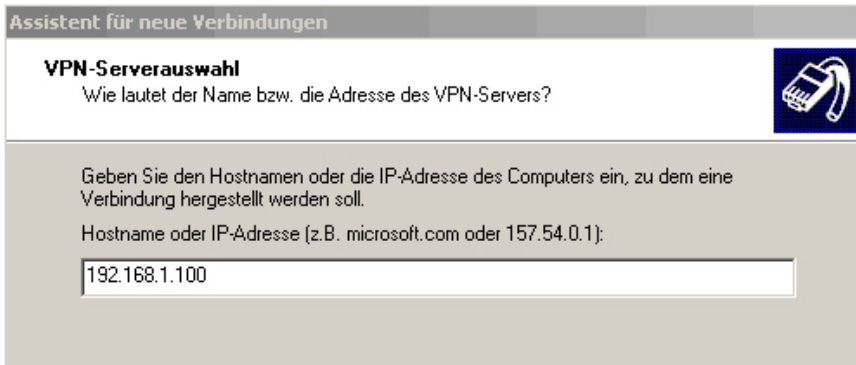 Assistent für neue Verbindungen
VPN-Serverauswahl
Wie lautet der Name bzw. die Adresse des VPN-Servers?
Geben Sie den Hostnamen oder die IP-Adresse des Computers ein, zu dem eine
Verbindung hergestellt werden soll.
Hostname oder IP-Adresse (z.B. microsoft.com oder 157.54.0.1):
192.168.1.100